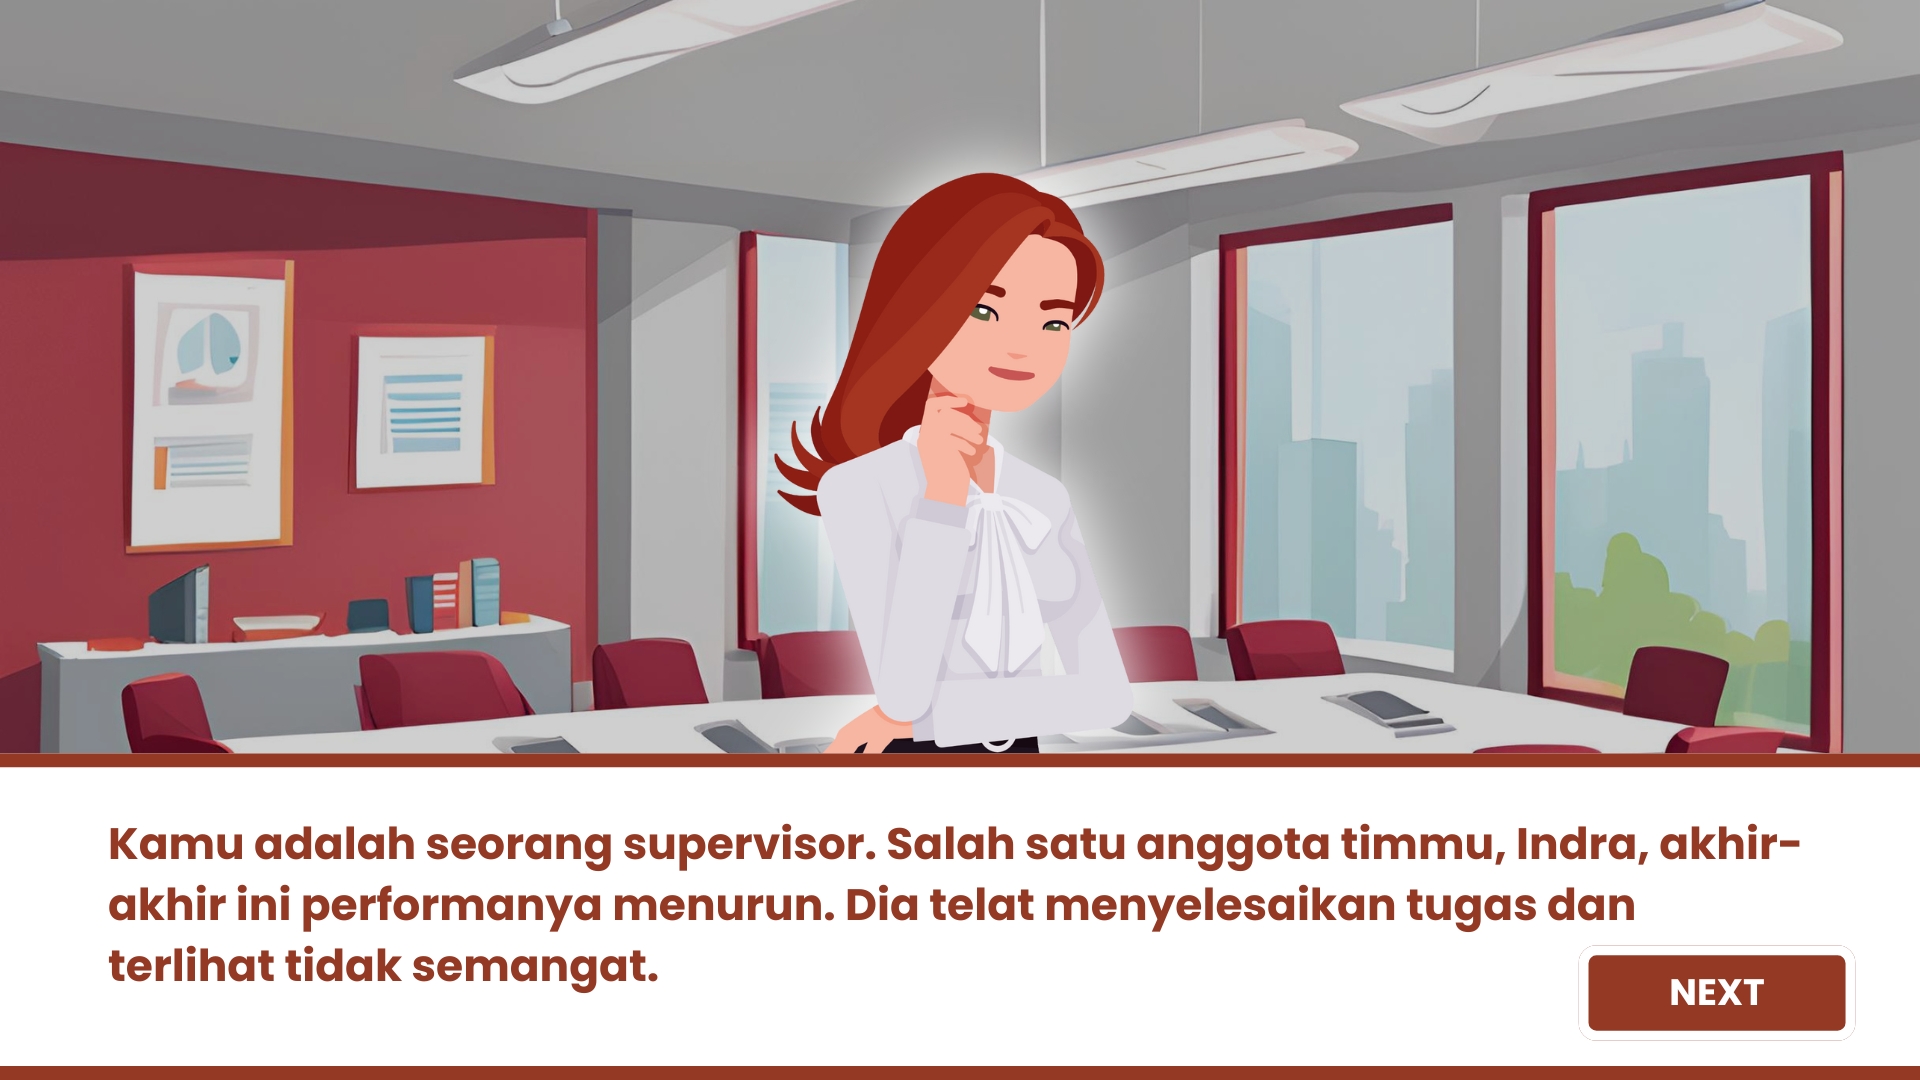 Kamu adalah seorang supervisor. Salah satu anggota timmu, Indra, akhir-
akhir ini performanya menurun. Dia telat menyelesaikan tugas dan
terlihat tidak semangat.
NEXT